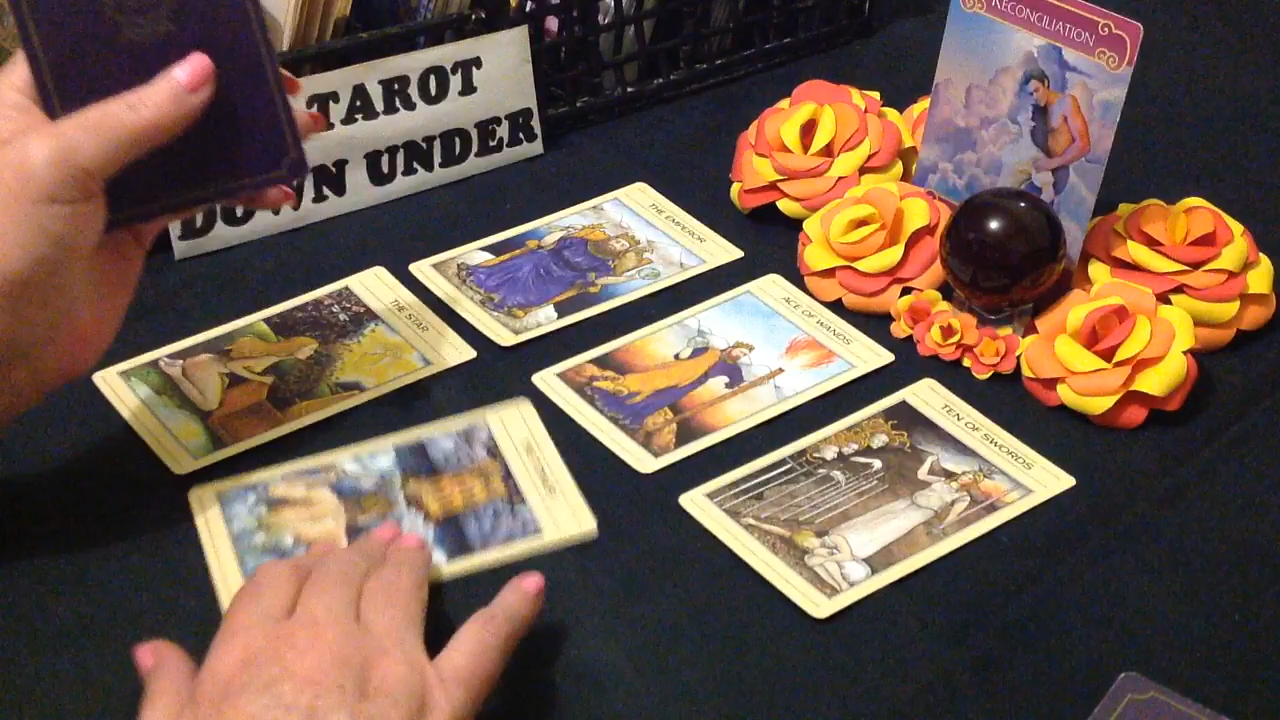 TAROT
DOWN UNDER
RECONCILIATION
THE EMPEROR
THE STAR
ACE OF WANDS
TEN OF SWORDS